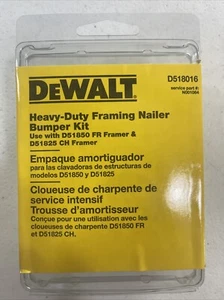 DEWALT
D518016
service part #:
Heavy-Duty Framing Nailer
Bumper Kit
Use with D51850 FR Framer &
D51825 CH Framer
Empaque amortiguador
para las clavadoras de estructuras de
modelos D51850 y D51825
Cloueuse de charpente de
service intensif
Trousse d'amortisseur
Conçue pour une utilisation avec les
cloueuses de charpente D51850 FR
et D51825 CH.